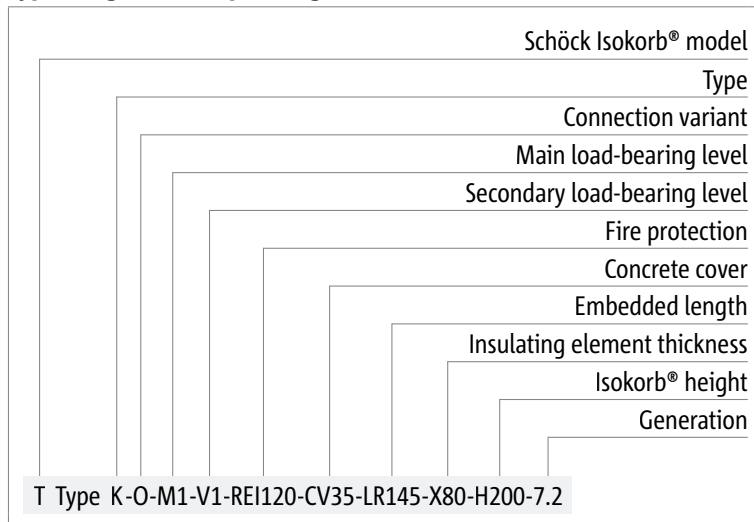 Schöck Isokorb® model
Type
Connection variant
Main load-bearing level
Secondary load-bearing level
Fire protection
Concrete cover
Embedded length
Insulating element thickness
Isokorb® height
Generation
T Type K-O-M1-V1-REI120-CV35-LR145-X80-H200-7.2